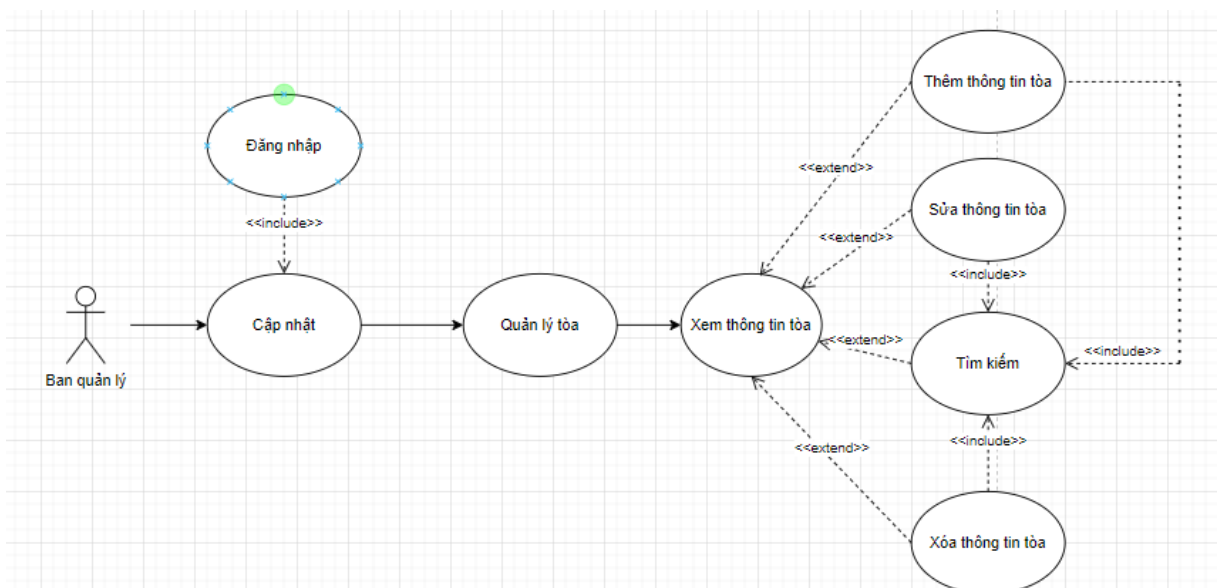 Thêm thông tin tòa
Đăng nhập
<<extend>>
Sửa thông tin tòa
<<include>>
<<extend>>
<<include>>
Cập nhật
Quản lý tòa
Xem thông tin tòa
<<extend>>
<<include>>
Tìm kiếm
Ban quản lý
<<include>>
<<extend>>
Xóa thông tin tòa